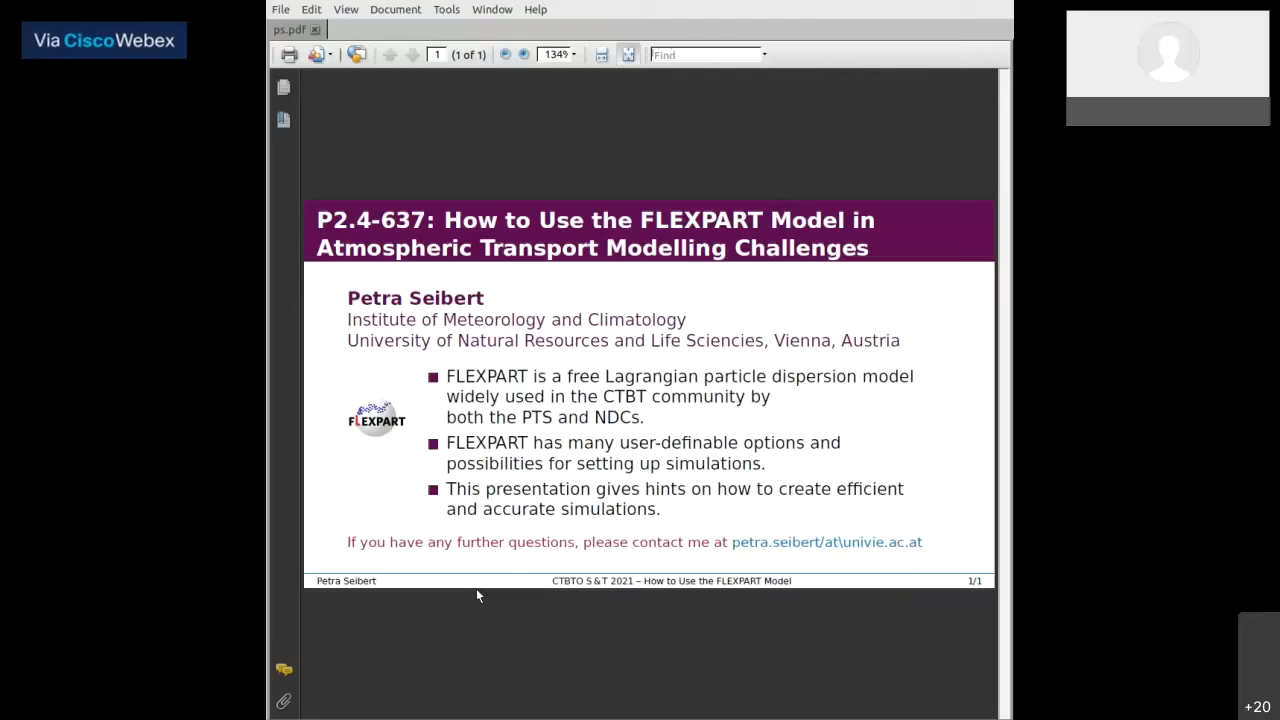 Via Cisco Webex
File Edit View Document Tools Window Help
ps.pdf
1 (1 of 1) 134% Find
P2.4-637: How to Use the FLEXPART Model in
Atmospheric Transport Modelling Challenges
Petra Seibert
Institute of Meteorology and Climatology
University of Natural Resources and Life Sciences, Vienna, Austria
FLEXPART is a free Lagrangian particle dispersion model
widely used in the CTBT community by
both the PTS and NDCs.
FLEXPART
FLEXPART has many user-definable options and
possibilities for setting up simulations.
This presentation gives hints on how to create efficient
and accurate simulations.
If you have any further questions, please contact me at petra.seibert/at\univie.ac.at
Petra Seibert CTBTO S&T 2021 – How to Use the FLEXPART Model 1/1
+20